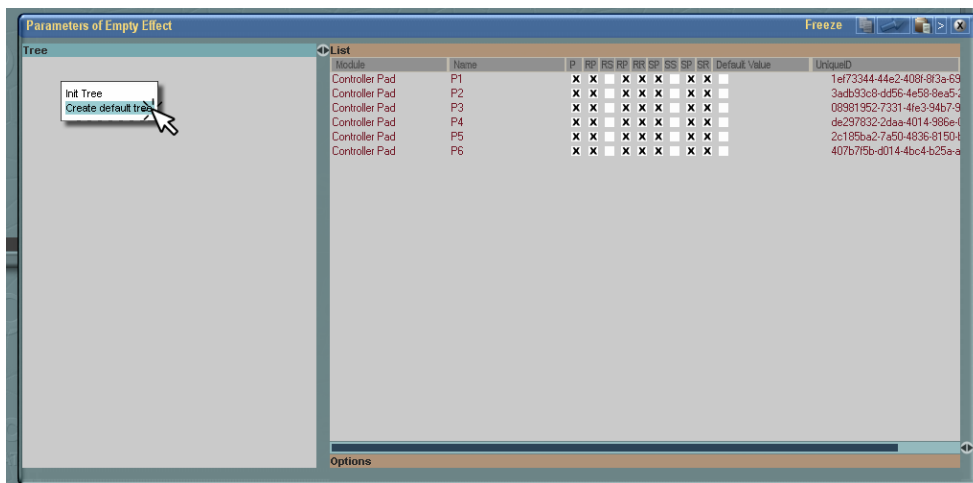 Parameters of Empty Effect Freeze >
Tree List
Module Name P RP RS RP RR SP SS SP SR Default Value UniqueID
Init Tree
Create default tree
Controller Pad P1 X X X X X X X 1ef73344-44e2-408f-8f3a-69
Controller Pad P2 X X X X X X X 3adb93c8-dd56-4e58-8ea5-
Controller Pad P3 X X X X X X X 08981952-7331-4fe3-94b7-9
Controller Pad P4 X X X X X X X de297832-2daa-4014-986e-
Controller Pad P5 X X X X X X X 2c185ba2-7a50-4836-8150-
Controller Pad P6 X X X X X X X 407b7f5b-d014-4bc4-b25a-a
Options